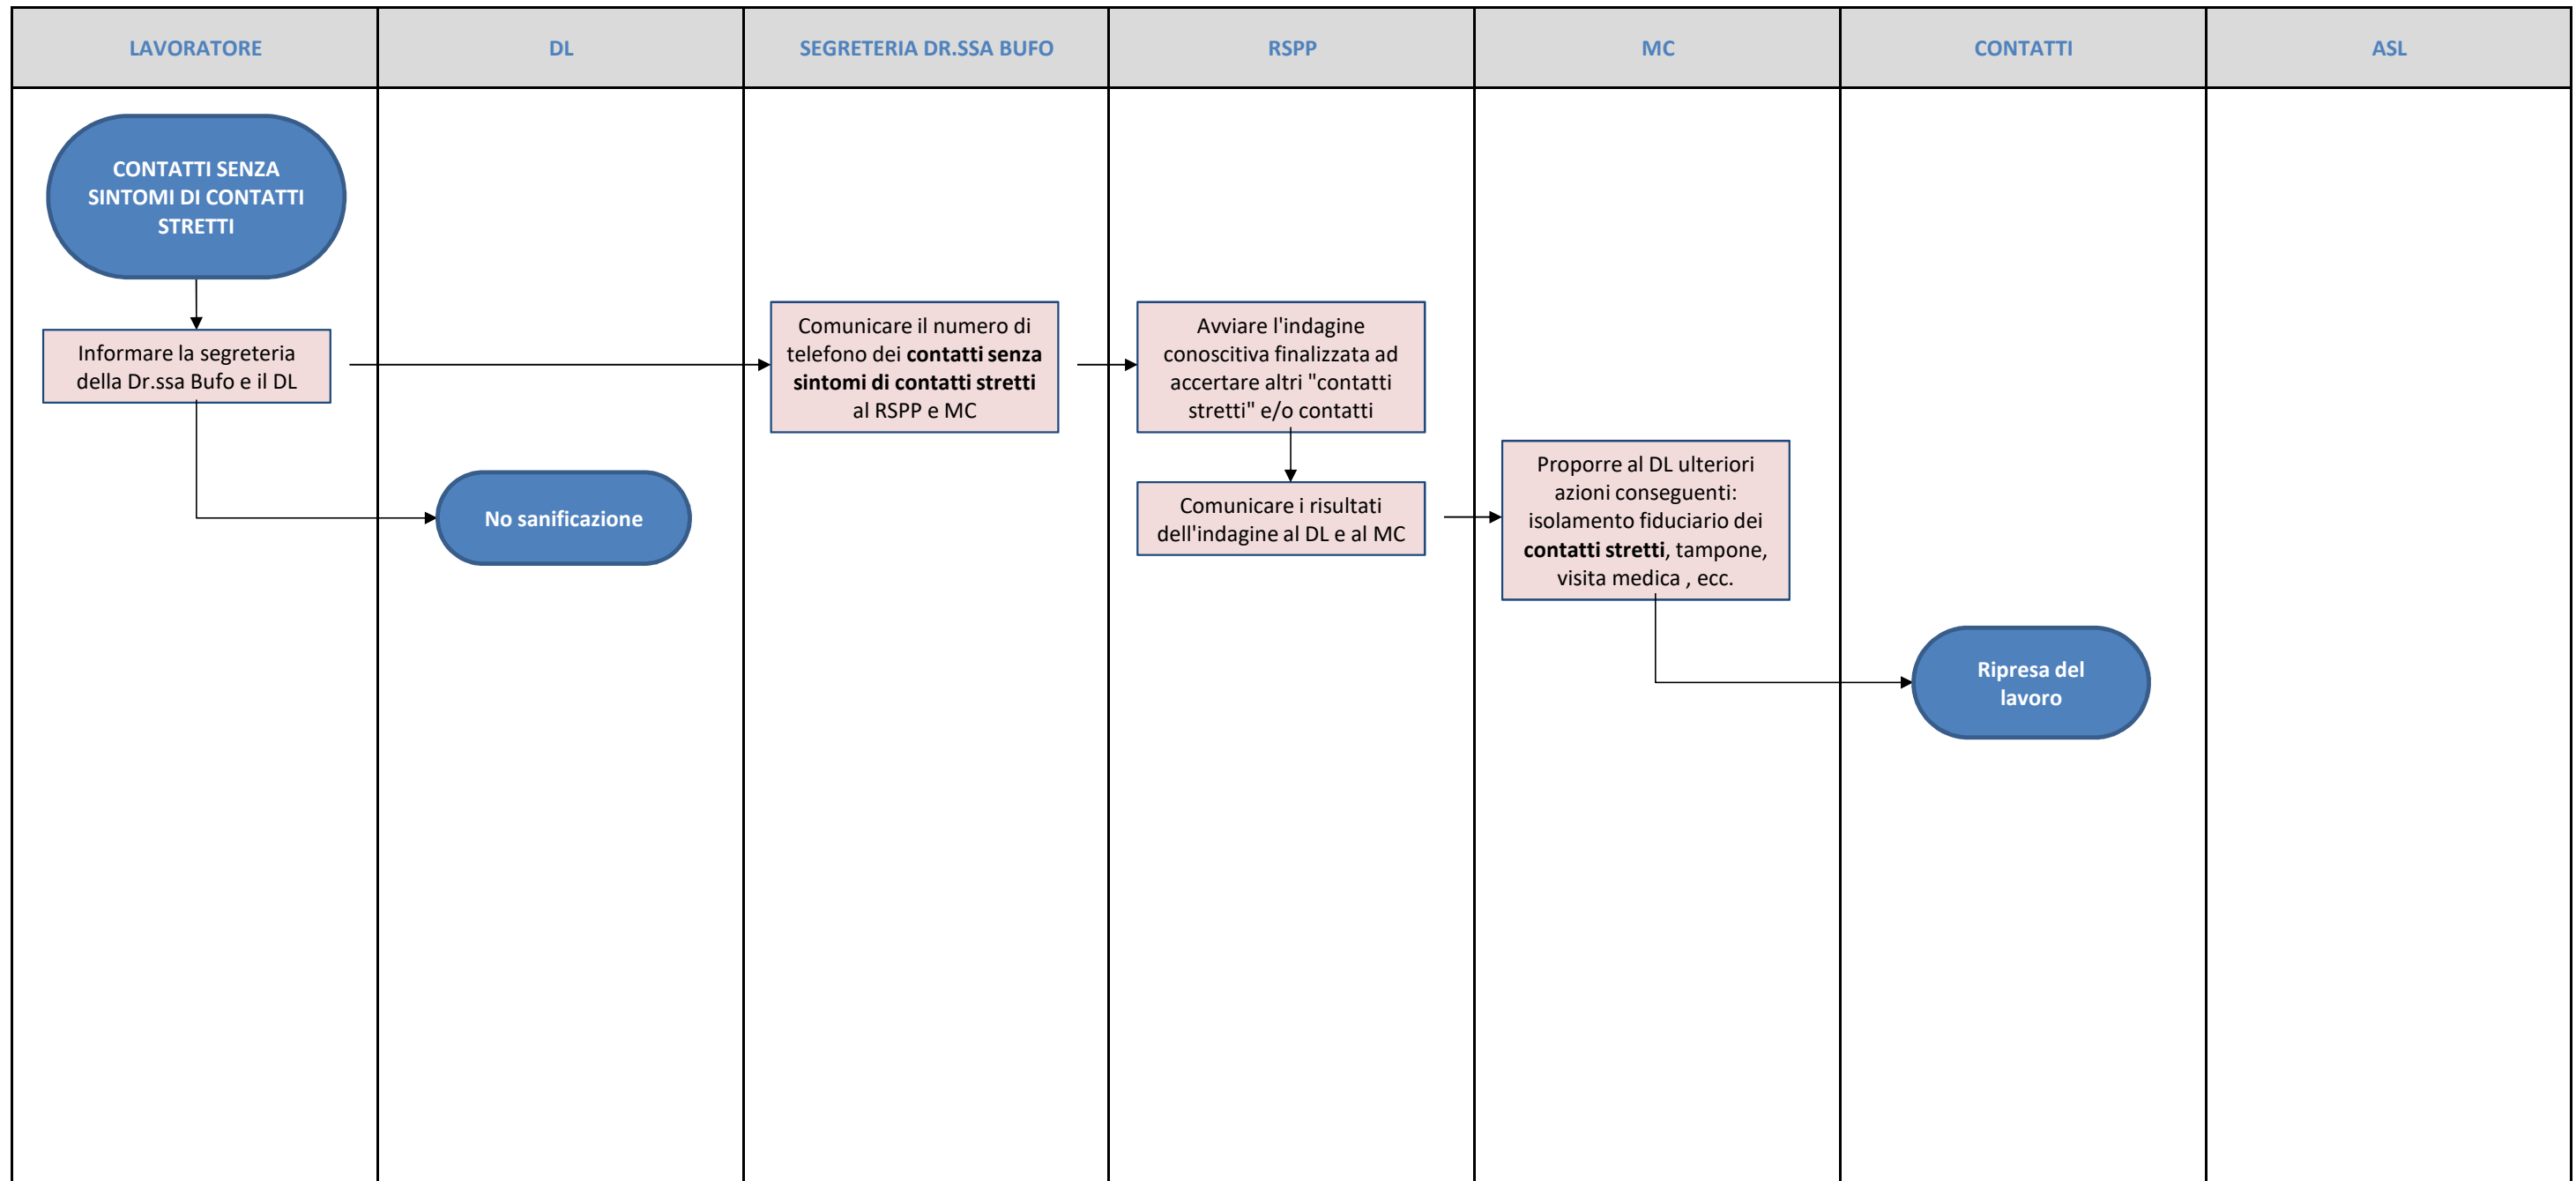 LAVORATORE
DL
SEGRETERIA DR.SSA BUFO
RSPP
MC
CONTATTI
ASL
CONTATTI SENZA
SINTOMI DI CONTATTI
STRETTI
Informare la segreteria
della Dr.ssa Bufo e il DL
No sanificazione
Comunicare il numero di
telefono dei contatti senza
sintomi di contatti stretti
al RSPP e MC
Avviare l'indagine
conoscitiva finalizzata ad
accertare altri "contatti
stretti" e/o contatti
Comunicare i risultati
dell'indagine al DL e al MC
Proporre al DL ulteriori
azioni conseguenti:
isolamento fiduciario dei
contatti stretti, tampone,
visita medica , ecc.
Ripresa del
lavoro